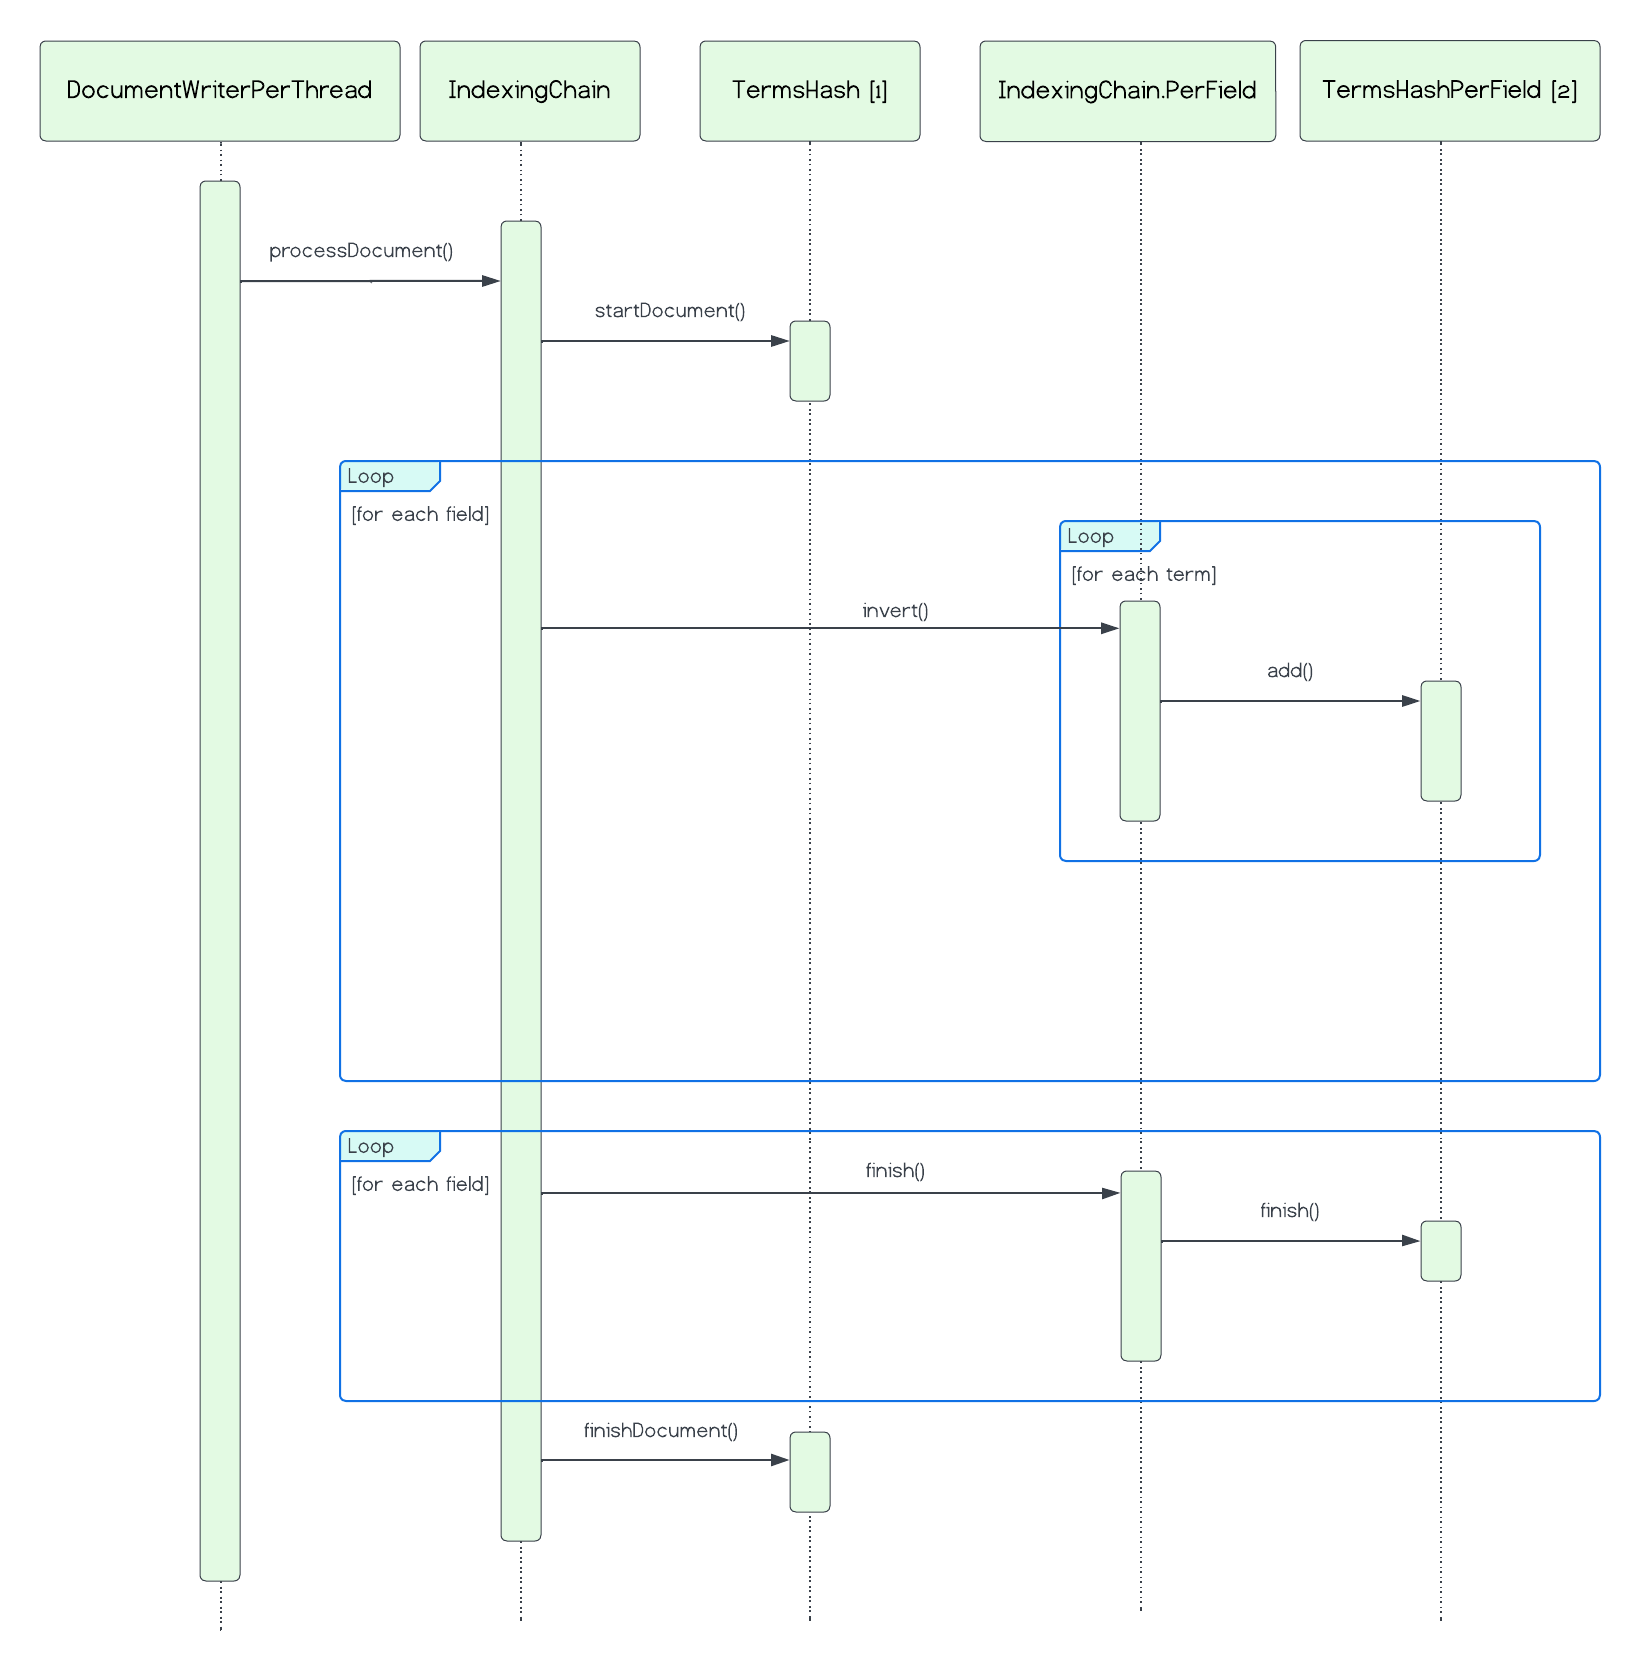 DocumentWriterPerThread
IndexingChain
TermsHash [1]
IndexingChain.PerField
TermsHashPerField [2]
processDocument()
startDocument()
Loop
[for each field]
Loop
[for each term]
invert()
add()
Loop
[for each field]
finish()
finish()
finishDocument()